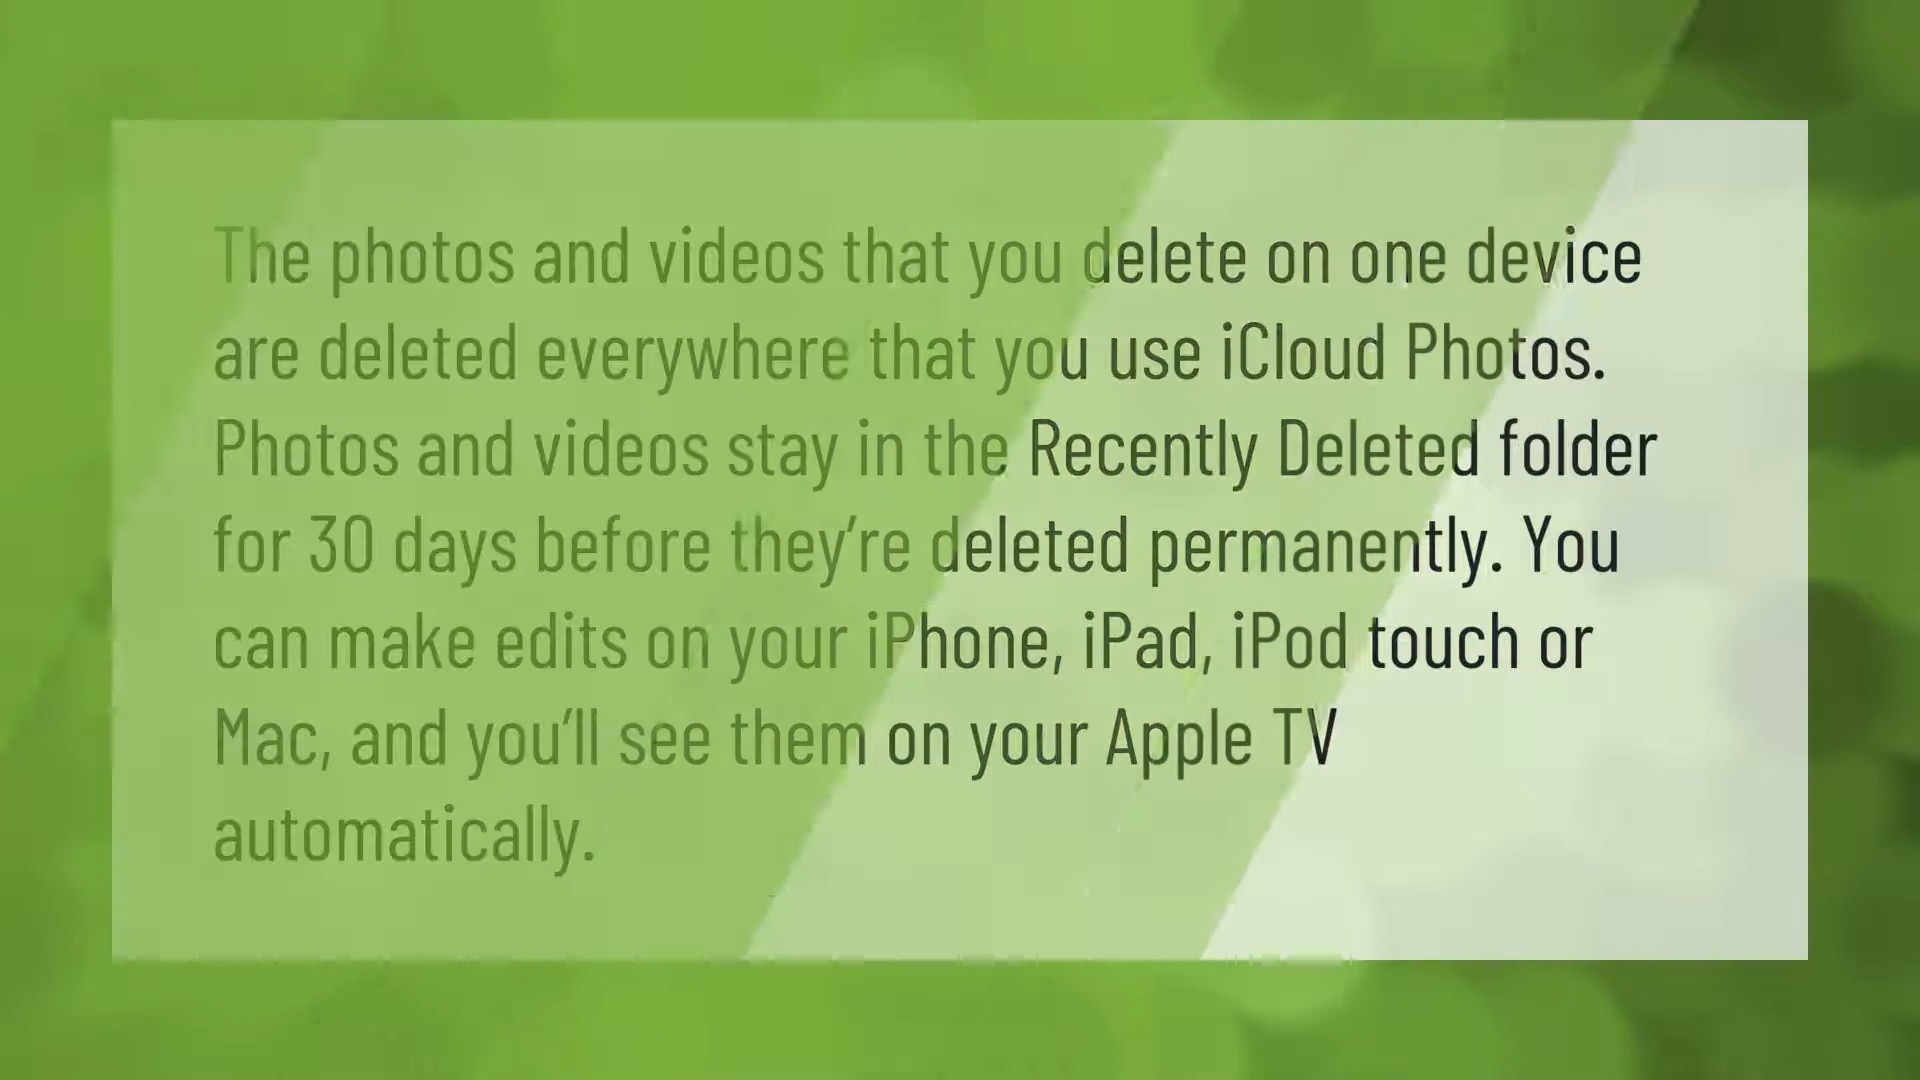 The photos and videos that you delete on one device
are deleted everywhere that you use iCloud Photos.
Photos and videos stay in the Recently Deleted folder
for 30 days before they’re deleted permanently. You
can make edits on your iPhone, iPad, iPod touch or
Mac, and you’ll see them on your Apple TV
automatically.